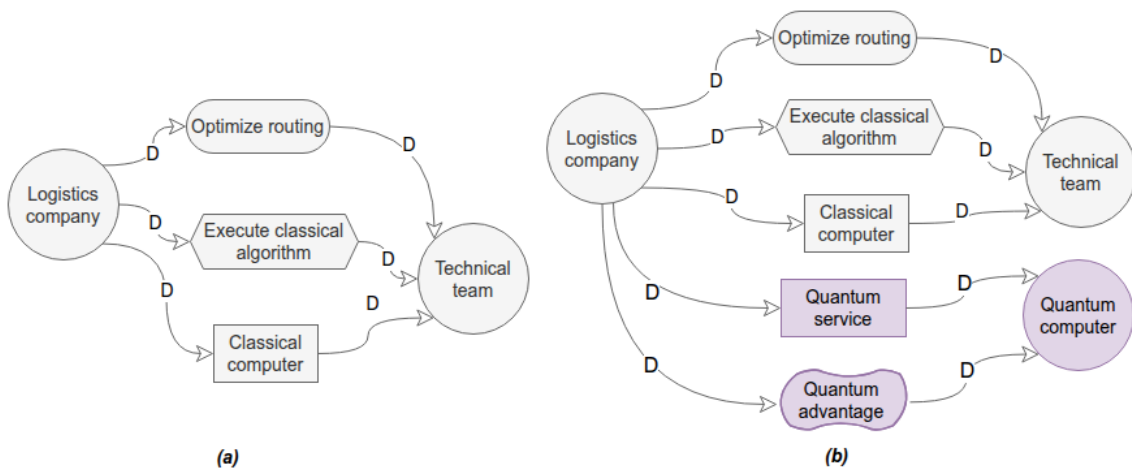 Optimize routing
D
D
Logistics
company
D
Execute classical
algorithm
D
Technical
team
D
Classical
computer
D
(a)
Optimize routing
D
D
Logistics
company
D
Execute classical
algorithm
D
Technical
team
D
Classical
computer
D
D
Quantum
service
D
Quantum
computer
D
Quantum
advantage
D
(b)